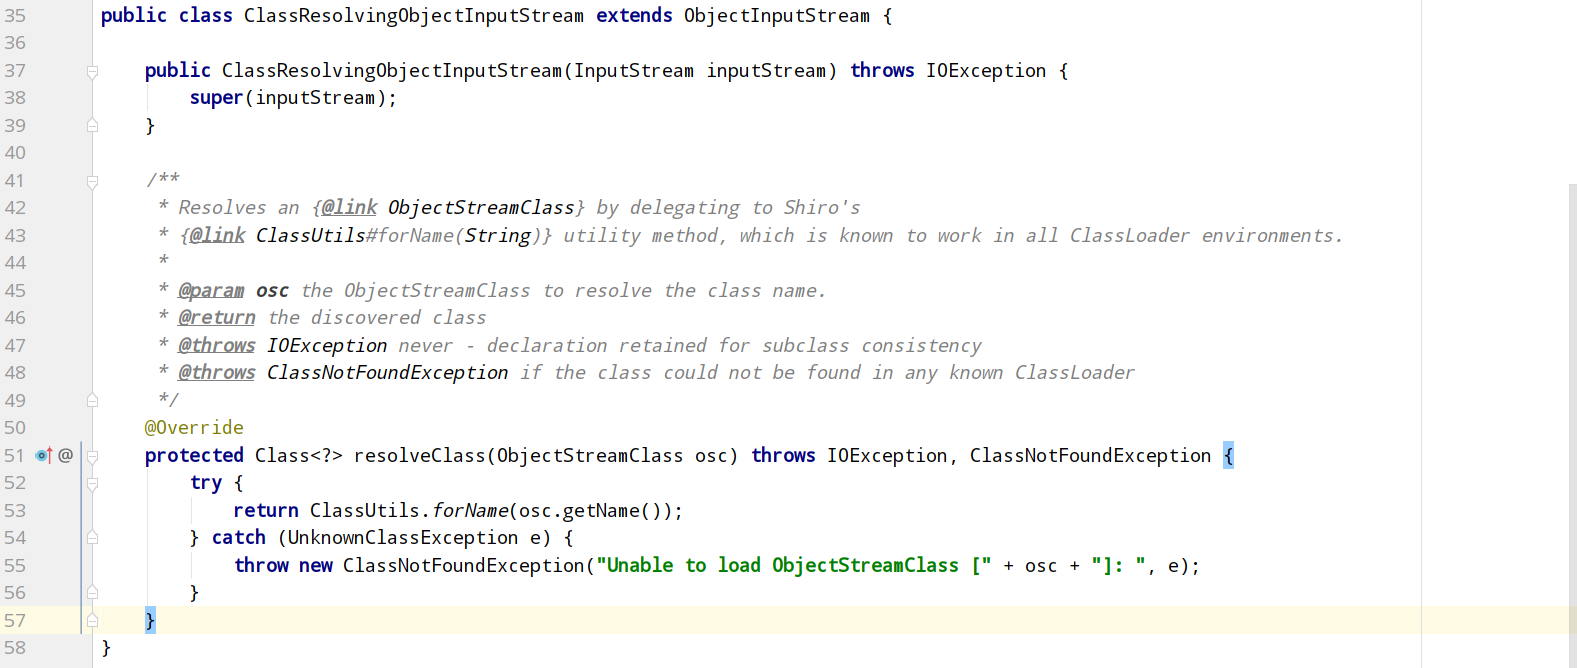 35 public class ClassResolvingObjectInputStream extends ObjectInputStream {
36
37     public ClassResolvingObjectInputStream(InputStream inputStream) throws IOException {
38         super(inputStream);
39     }
40
41     /**
42      * Resolves an {@link ObjectStreamClass} by delegating to Shiro's
43      * {@link ClassUtils#forName(String)} utility method, which is known to work in all ClassLoader environments.
44      *
45      * @param osc the ObjectStreamClass to resolve the class name.
46      * @return the discovered class
47      * @throws IOException never - declaration retained for subclass consistency
48      * @throws ClassNotFoundException if the class could not be found in any known ClassLoader
49      */
50     @Override
51 @   protected Class<?> resolveClass(ObjectStreamClass osc) throws IOException, ClassNotFoundException {
52         try {
53             return ClassUtils.forName(osc.getName());
54         } catch (UnknownClassException e) {
55             throw new ClassNotFoundException("Unable to load ObjectStreamClass [" + osc + "]: ", e);
56         }
57     }
58 }